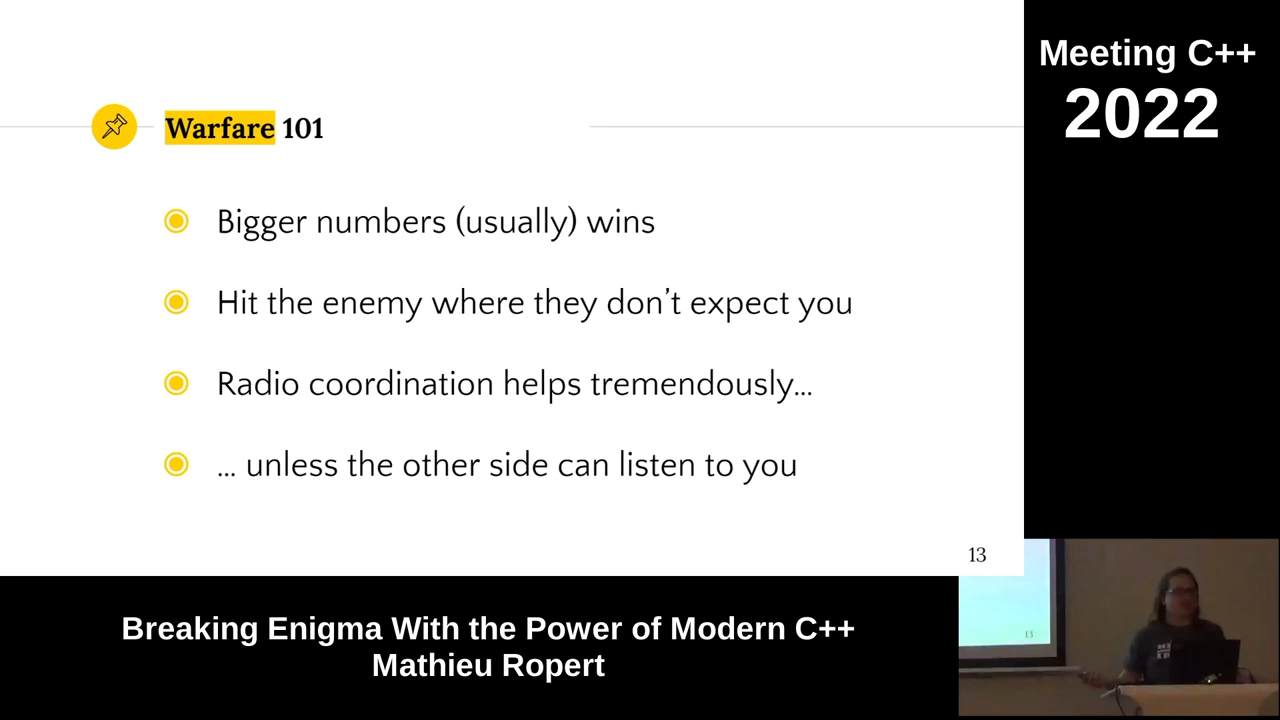 Meeting C++
2022
Warfare 101
Bigger numbers (usually) wins
Hit the enemy where they don't expect you
Radio coordination helps tremendously...
... unless the other side can listen to you
13
13
Breaking Enigma With the Power of Modern C++
Mathieu Ropert